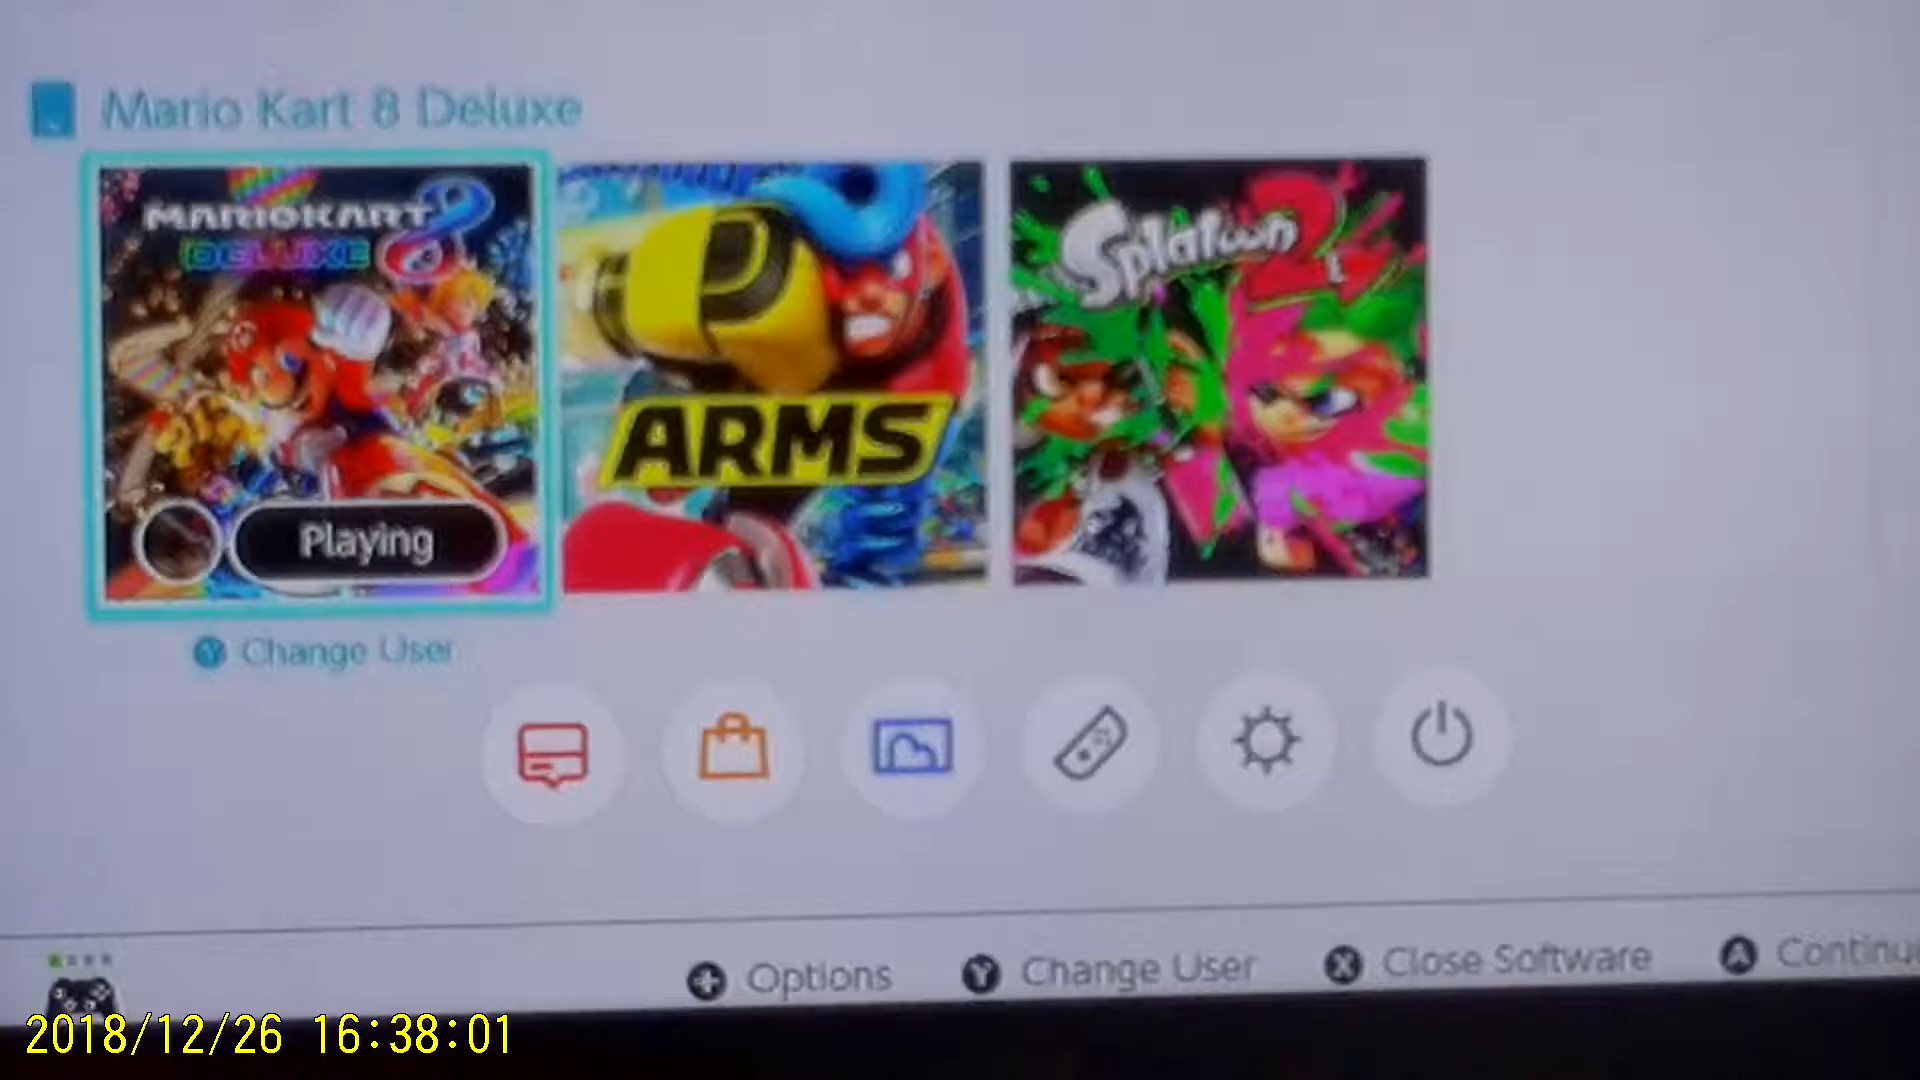 Mario Kart 8 Deluxe
MARIOKART 8
DELUXE
ARMS
Splatoon 2
Playing
Y Change User
Options
Y Change User
X Close Software
A Continu
2018/12/26 16:38:01